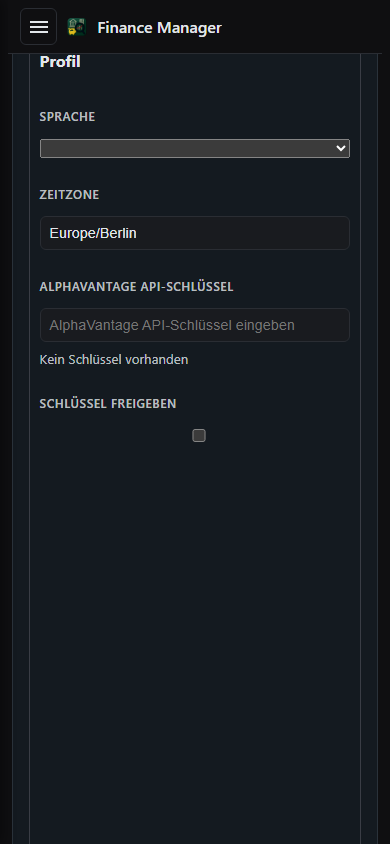 Finance Manager
Profil
SPRACHE
ZEITZONE
Europe/Berlin
ALPHAVANTAGE API-SCHLÜSSEL
AlphaVantage API-Schlüssel eingeben
Kein Schlüssel vorhanden
SCHLÜSSEL FREIGEBEN